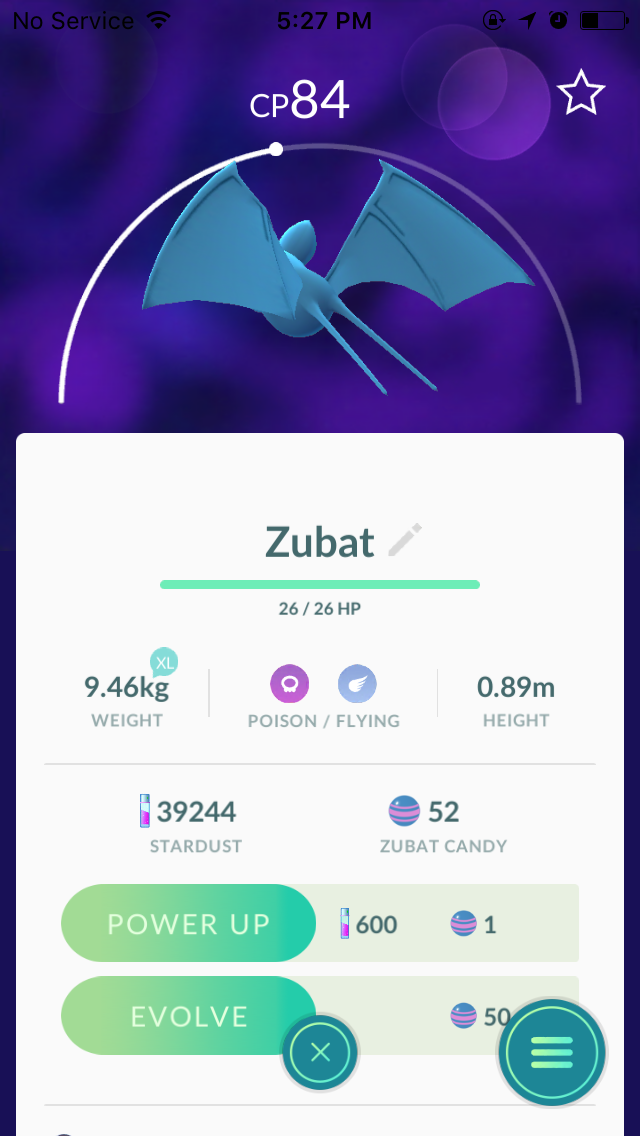 No Service 5:27 PM
CP84
Zubat
26 / 26 HP
XL
9.46kg 0.89m
WEIGHT POISON / FLYING HEIGHT
39244 52
STARDUST ZUBAT CANDY
POWER UP 600 1
EVOLVE 50